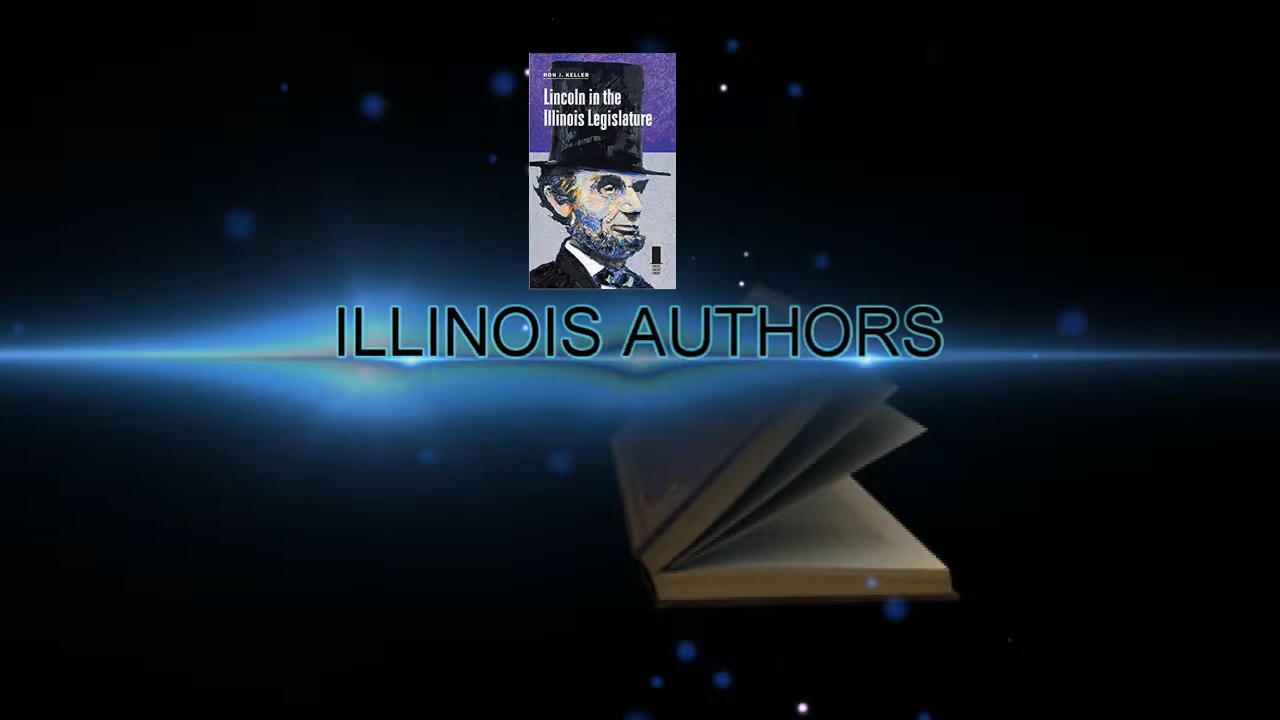 RON J. KELLER
Lincoln in the
Illinois Legislature
ILLINOIS AUTHORS